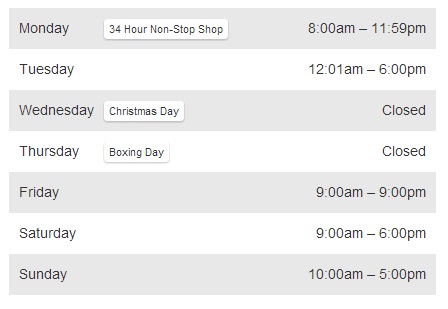 Monday 34 Hour Non-Stop Shop 8:00am – 11:59pm
Tuesday 12:01am – 6:00pm
Wednesday Christmas Day Closed
Thursday Boxing Day Closed
Friday 9:00am – 9:00pm
Saturday 9:00am – 6:00pm
Sunday 10:00am – 5:00pm